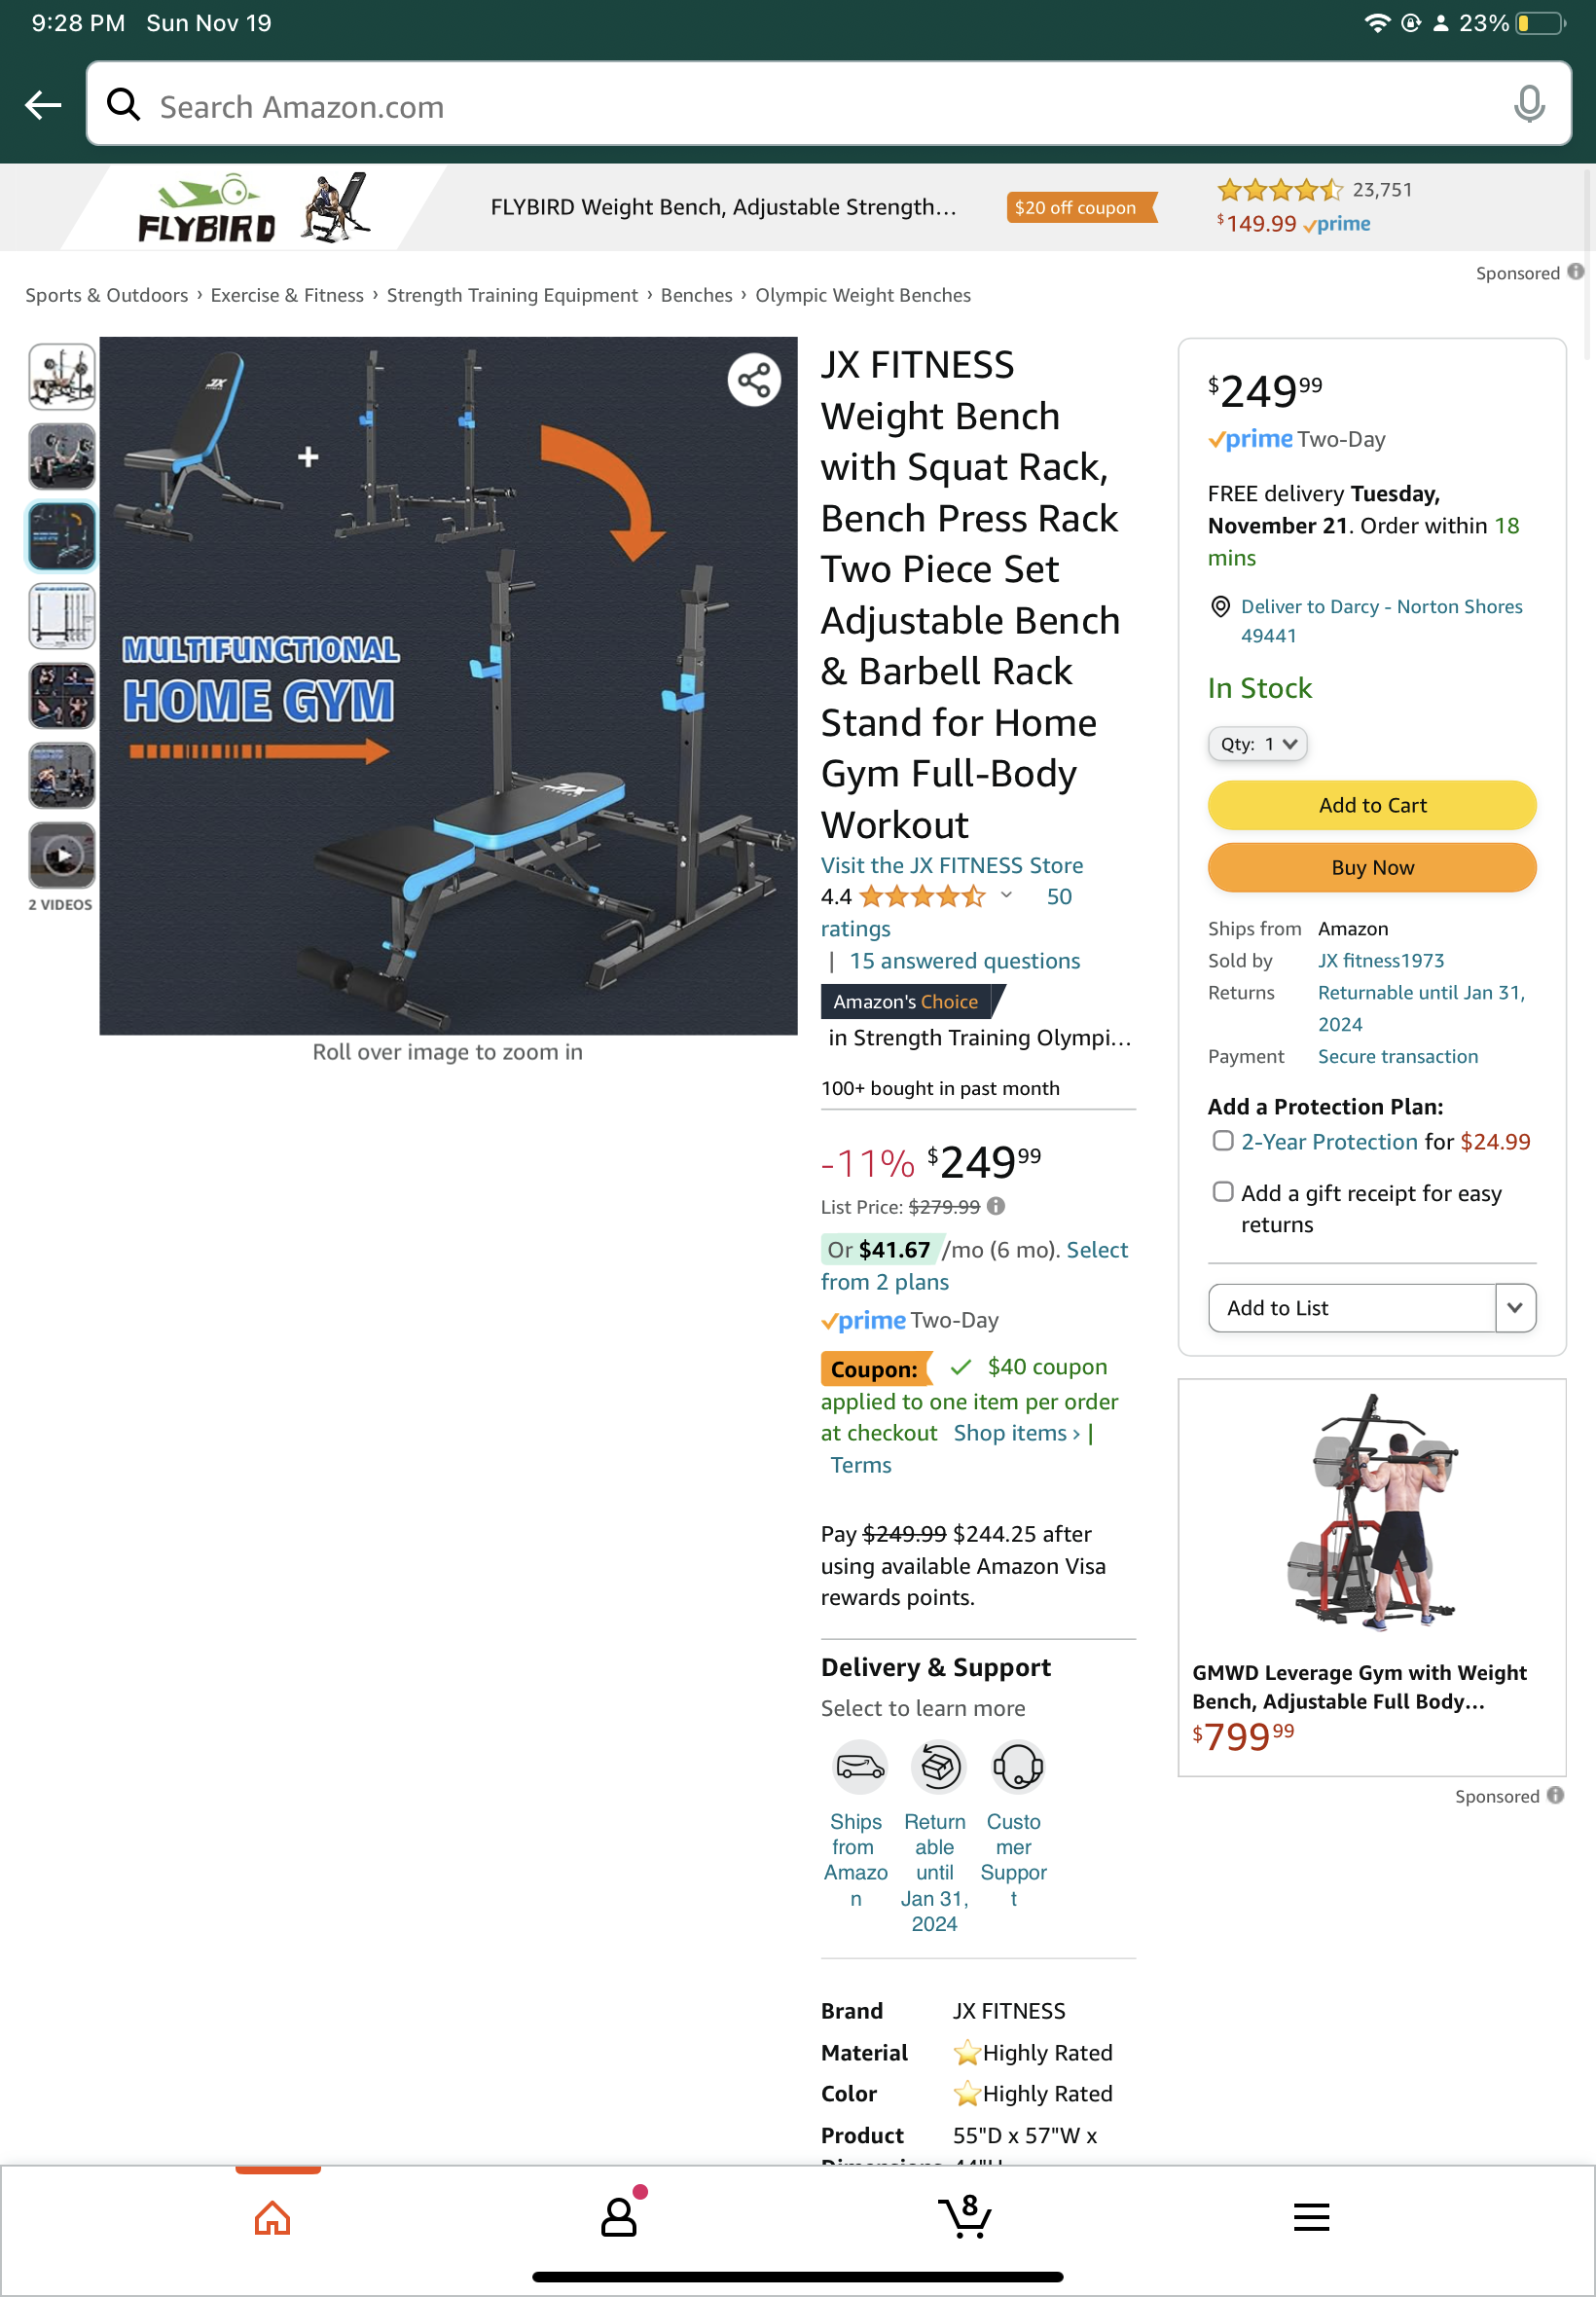 9:28 PM Sun Nov 19
23%
Search Amazon.com
FLYBIRD
FLYBIRD Weight Bench, Adjustable Strength...
$20 off coupon
23,751
$149.99 prime
Sponsored
Sports & Outdoors › Exercise & Fitness › Strength Training Equipment › Benches › Olympic Weight Benches
JX
+
MULTIFUNCTIONAL
HOME GYM
JX
2 VIDEOS
Roll over image to zoom in
JX FITNESS
Weight Bench
with Squat Rack,
Bench Press Rack
Two Piece Set
Adjustable Bench
& Barbell Rack
Stand for Home
Gym Full-Body
Workout
Visit the JX FITNESS Store
4.4 50
ratings
| 15 answered questions
Amazon's Choice
in Strength Training Olympi...
100+ bought in past month
-11% $249 99
List Price: $279.99
Or $41.67 /mo (6 mo). Select
from 2 plans
prime Two-Day
Coupon: $40 coupon
applied to one item per order
at checkout Shop items › |
Terms
Pay $249.99 $244.25 after
using available Amazon Visa
rewards points.
Delivery & Support
Select to learn more
Ships
from
Amazo
n
Return
able
until
Jan 31,
2024
Custo
mer
Suppor
t
Brand JX FITNESS
Material ⭐Highly Rated
Color ⭐Highly Rated
Product 55"D x 57"W x
Dimensions 44"H
$249 99
prime Two-Day
FREE delivery Tuesday,
November 21. Order within 18
mins
Deliver to Darcy - Norton Shores
49441
In Stock
Qty: 1
Add to Cart
Buy Now
Ships from Amazon
Sold by JX fitness1973
Returns Returnable until Jan 31,
2024
Payment Secure transaction
Add a Protection Plan:
2-Year Protection for $24.99
Add a gift receipt for easy
returns
Add to List
GMWD Leverage Gym with Weight
Bench, Adjustable Full Body...
$799 99
Sponsored
8